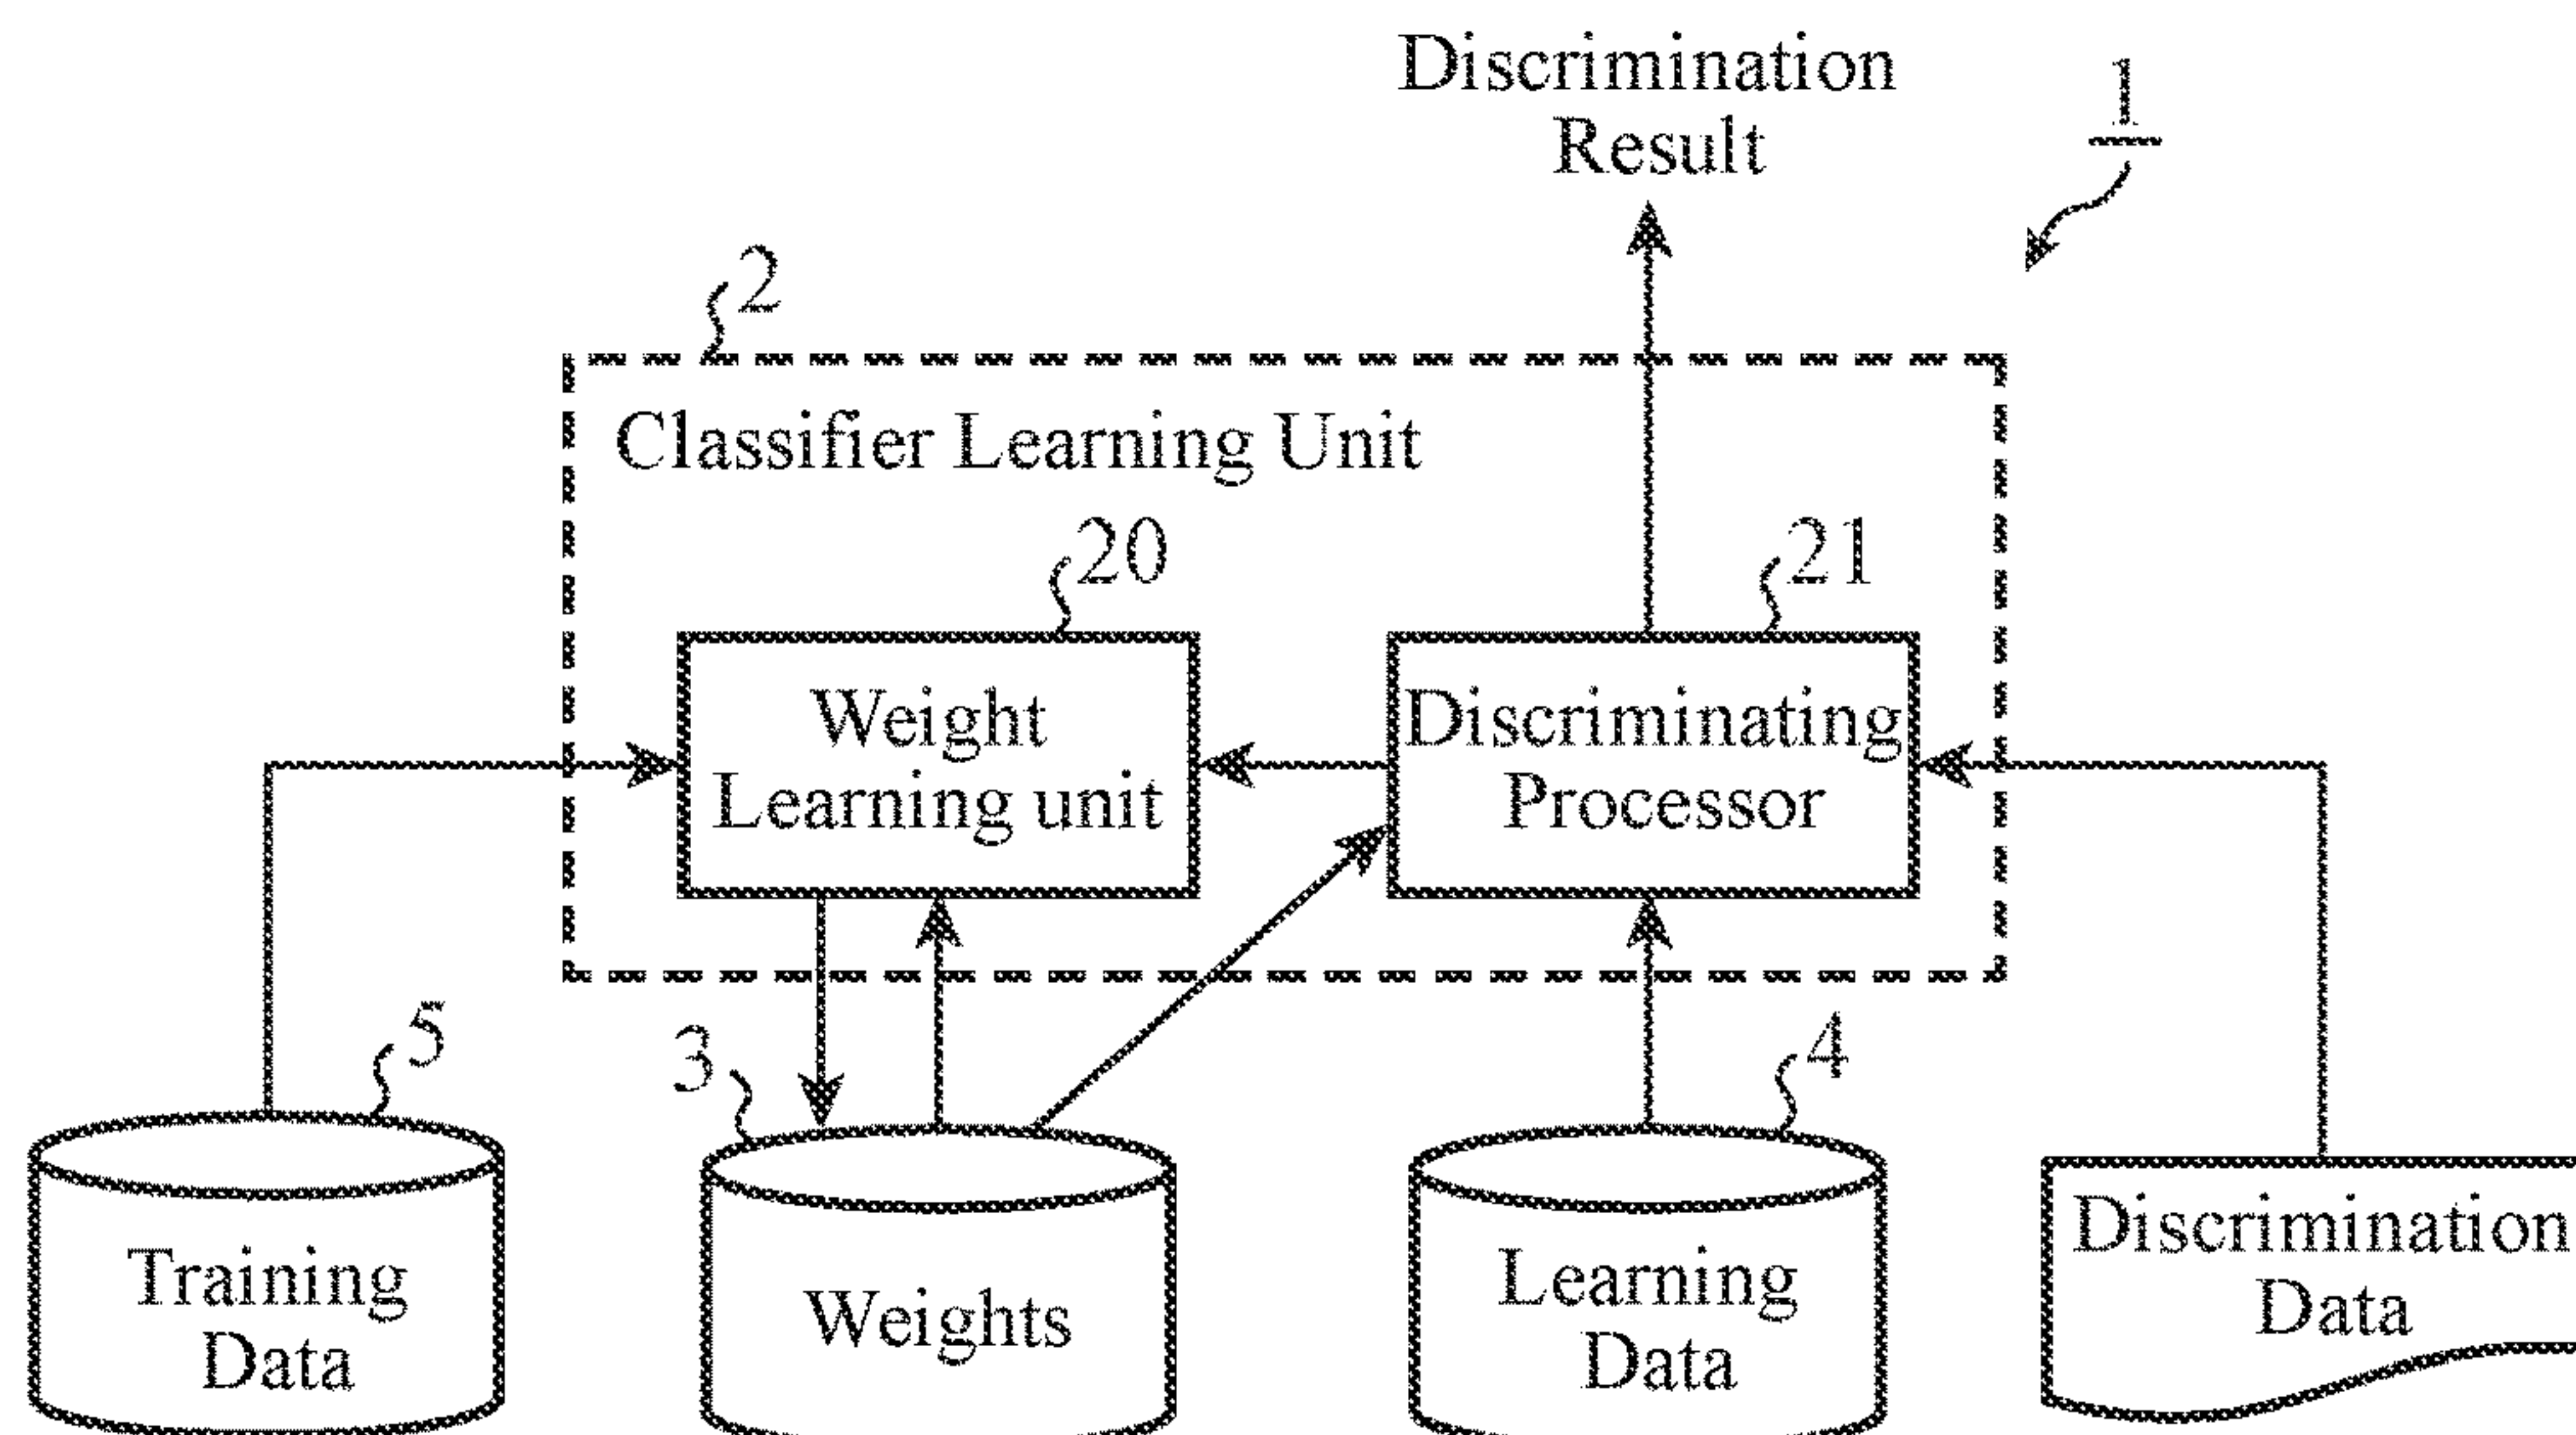 Discrimination
Result
1
2
Classifier Learning Unit
20
21
Weight
Learning unit
Discriminating
Processor
5
3
4
Training
Data
Weights
Learning
Data
Discrimination
Data